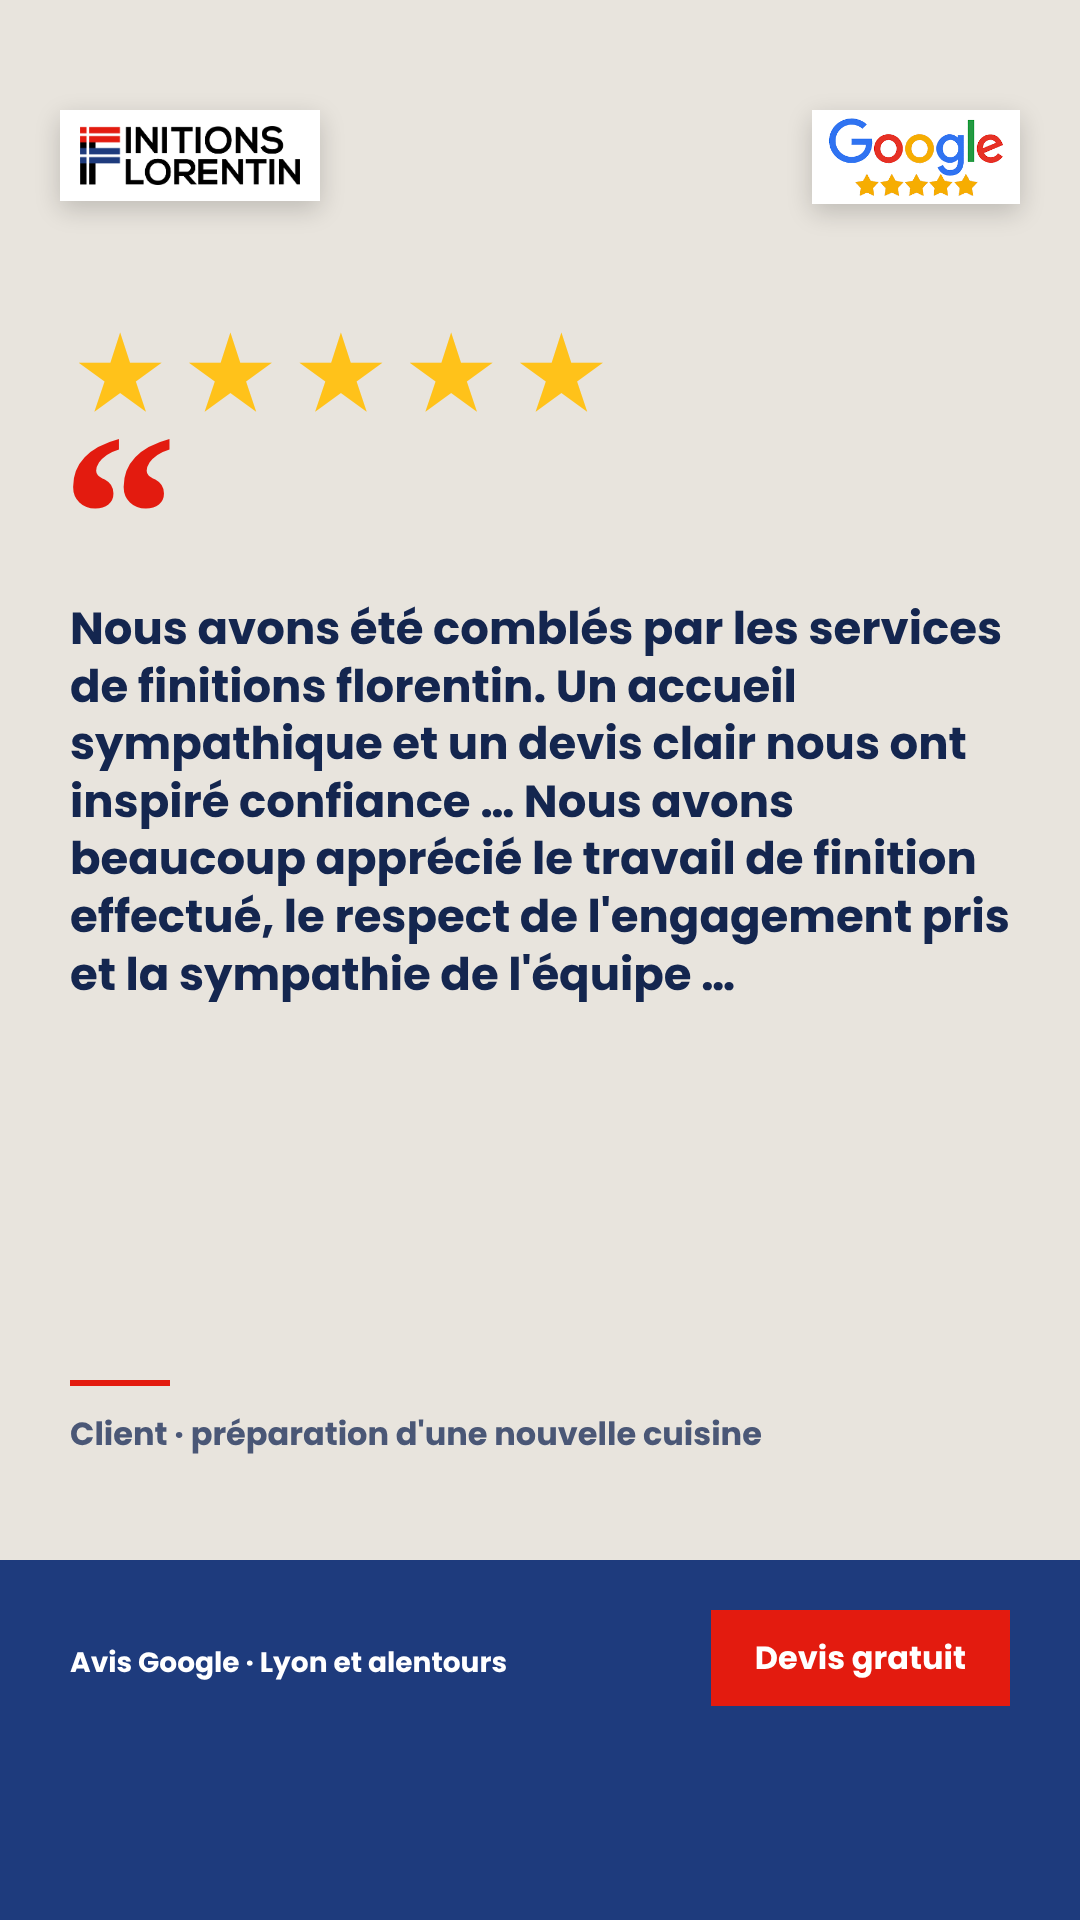 FINITIONS
FLORENTIN
Google
“
Nous avons été comblés par les services
de finitions florentin. Un accueil
sympathique et un devis clair nous ont
inspiré confiance ... Nous avons
beaucoup apprécié le travail de finition
effectué, le respect de l'engagement pris
et la sympathie de l'équipe ...
Client · préparation d'une nouvelle cuisine
Avis Google · Lyon et alentours
Devis gratuit